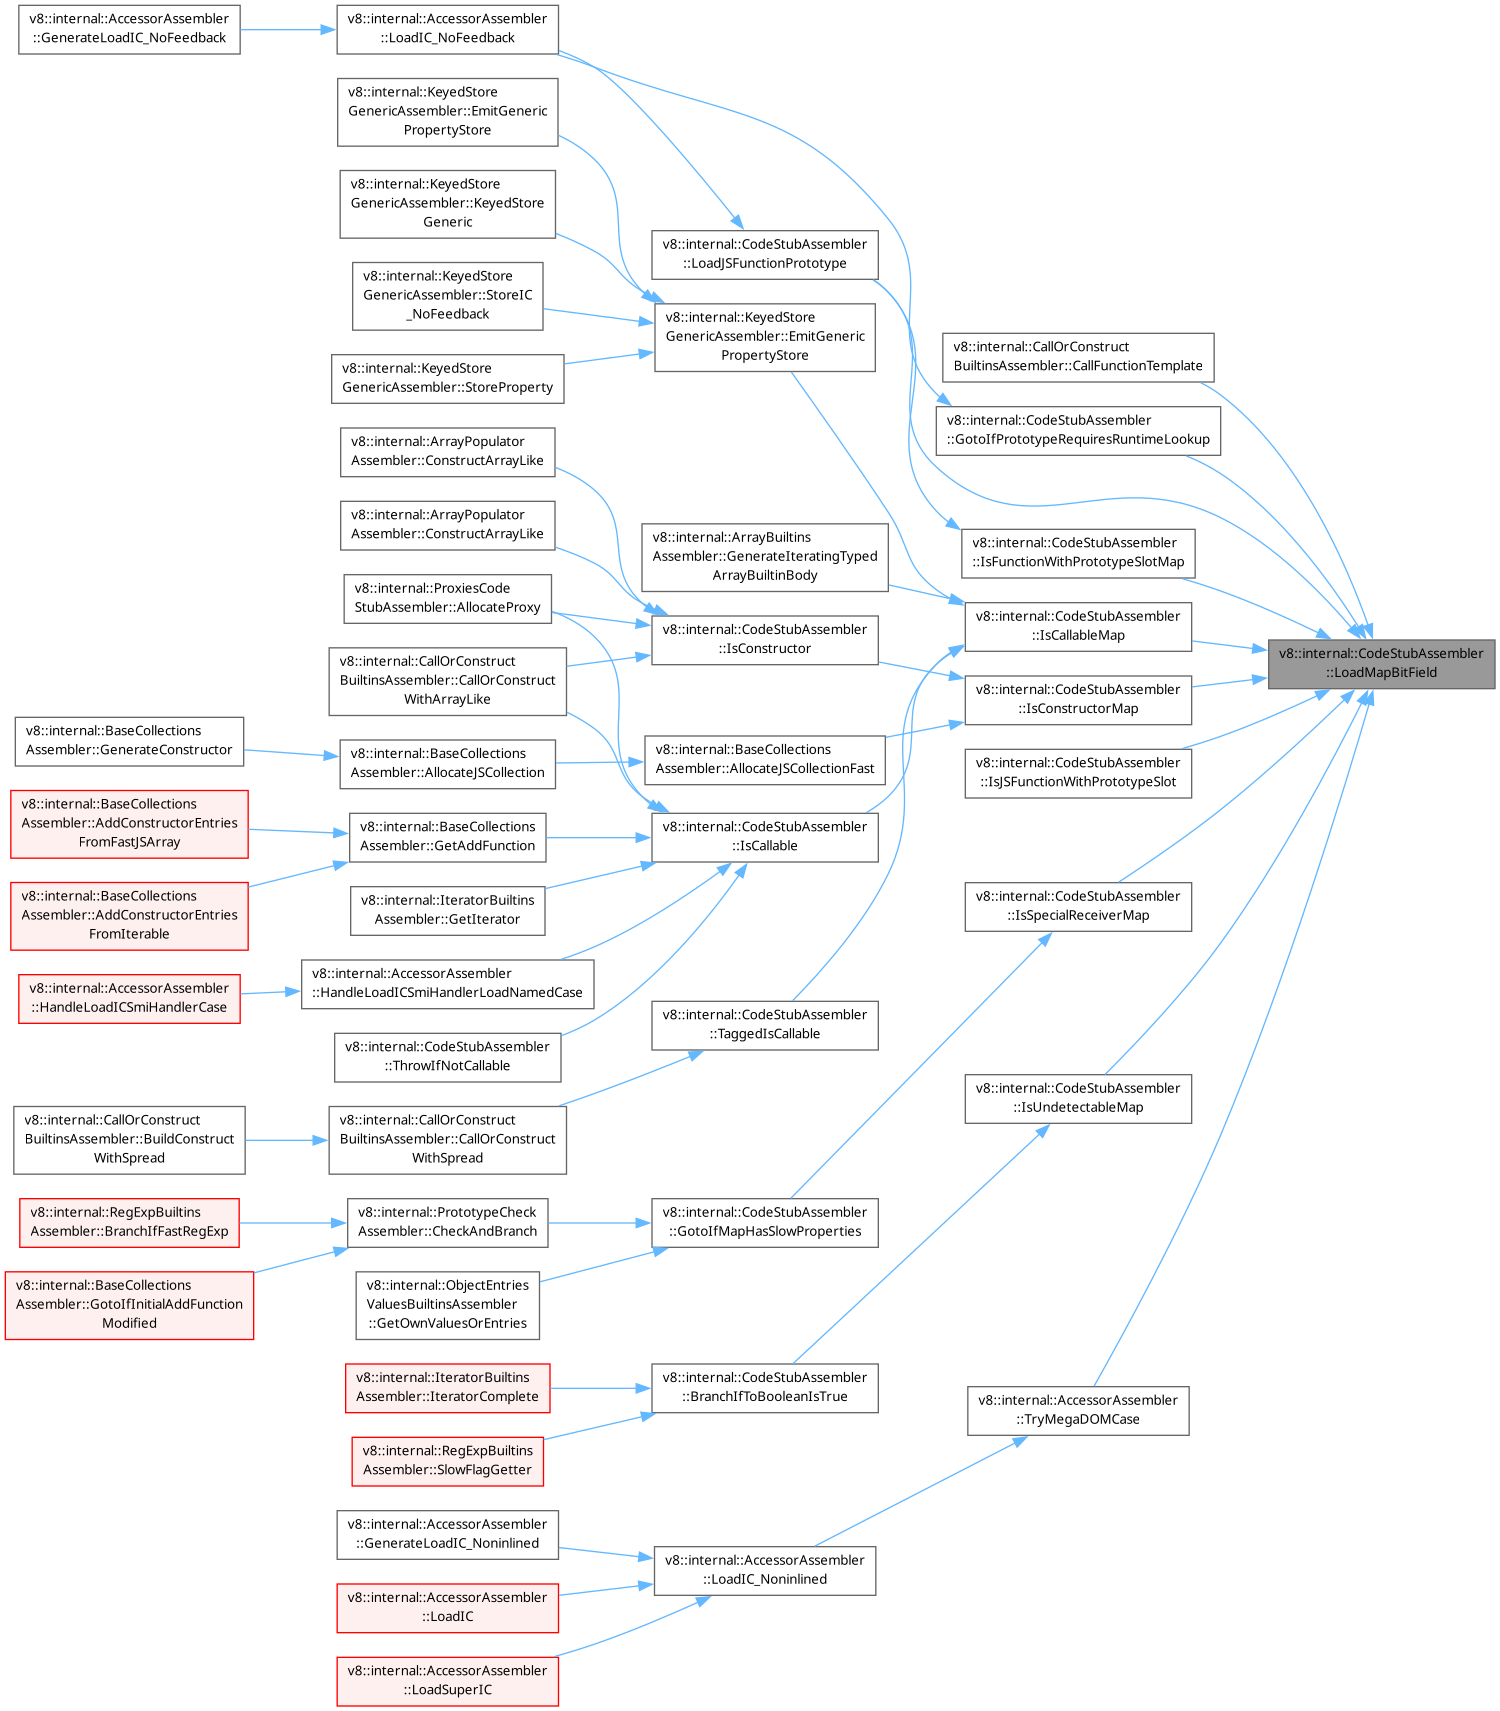 v8::internal::AccessorAssembler
::GenerateLoadIC_NoFeedback
v8::internal::AccessorAssembler
::LoadIC_NoFeedback
v8::internal::KeyedStore
GenericAssembler::EmitGeneric
PropertyStore
v8::internal::KeyedStore
GenericAssembler::KeyedStore
Generic
v8::internal::KeyedStore
GenericAssembler::StoreIC
_NoFeedback
v8::internal::KeyedStore
GenericAssembler::StoreProperty
v8::internal::ArrayPopulator
Assembler::ConstructArrayLike
v8::internal::ArrayPopulator
Assembler::ConstructArrayLike
v8::internal::ProxiesCode
StubAssembler::AllocateProxy
v8::internal::CallOrConstruct
BuiltinsAssembler::CallOrConstruct
WithArrayLike
v8::internal::BaseCollections
Assembler::GenerateConstructor
v8::internal::BaseCollections
Assembler::AllocateJSCollection
v8::internal::BaseCollections
Assembler::AddConstructorEntries
FromFastJSArray
v8::internal::BaseCollections
Assembler::GetAddFunction
v8::internal::BaseCollections
Assembler::AddConstructorEntries
FromIterable
v8::internal::IteratorBuiltins
Assembler::GetIterator
v8::internal::AccessorAssembler
::HandleLoadICSmiHandlerCase
v8::internal::AccessorAssembler
::HandleLoadICSmiHandlerLoadNamedCase
v8::internal::CodeStubAssembler
::ThrowIfNotCallable
v8::internal::CallOrConstruct
BuiltinsAssembler::BuildConstruct
WithSpread
v8::internal::CallOrConstruct
BuiltinsAssembler::CallOrConstruct
WithSpread
v8::internal::RegExpBuiltins
Assembler::BranchIfFastRegExp
v8::internal::PrototypeCheck
Assembler::CheckAndBranch
v8::internal::BaseCollections
Assembler::GotoIfInitialAddFunction
Modified
v8::internal::ObjectEntries
ValuesBuiltinsAssembler
::GetOwnValuesOrEntries
v8::internal::IteratorBuiltins
Assembler::IteratorComplete
v8::internal::RegExpBuiltins
Assembler::SlowFlagGetter
v8::internal::AccessorAssembler
::GenerateLoadIC_Noninlined
v8::internal::AccessorAssembler
::LoadIC
v8::internal::AccessorAssembler
::LoadSuperIC
v8::internal::CodeStubAssembler
::LoadJSFunctionPrototype
v8::internal::KeyedStore
GenericAssembler::EmitGeneric
PropertyStore
v8::internal::ArrayBuiltins
Assembler::GenerateIteratingTyped
ArrayBuiltinBody
v8::internal::CodeStubAssembler
::IsConstructor
v8::internal::BaseCollections
Assembler::AllocateJSCollectionFast
v8::internal::CodeStubAssembler
::IsCallable
v8::internal::CodeStubAssembler
::TaggedIsCallable
v8::internal::CodeStubAssembler
::GotoIfMapHasSlowProperties
v8::internal::CodeStubAssembler
::BranchIfToBooleanIsTrue
v8::internal::AccessorAssembler
::LoadIC_Noninlined
v8::internal::CallOrConstruct
BuiltinsAssembler::CallFunctionTemplate
v8::internal::CodeStubAssembler
::GotoIfPrototypeRequiresRuntimeLookup
v8::internal::CodeStubAssembler
::IsFunctionWithPrototypeSlotMap
v8::internal::CodeStubAssembler
::IsCallableMap
v8::internal::CodeStubAssembler
::IsConstructorMap
v8::internal::CodeStubAssembler
::IsJSFunctionWithPrototypeSlot
v8::internal::CodeStubAssembler
::IsSpecialReceiverMap
v8::internal::CodeStubAssembler
::IsUndetectableMap
v8::internal::AccessorAssembler
::TryMegaDOMCase
v8::internal::CodeStubAssembler
::LoadMapBitField